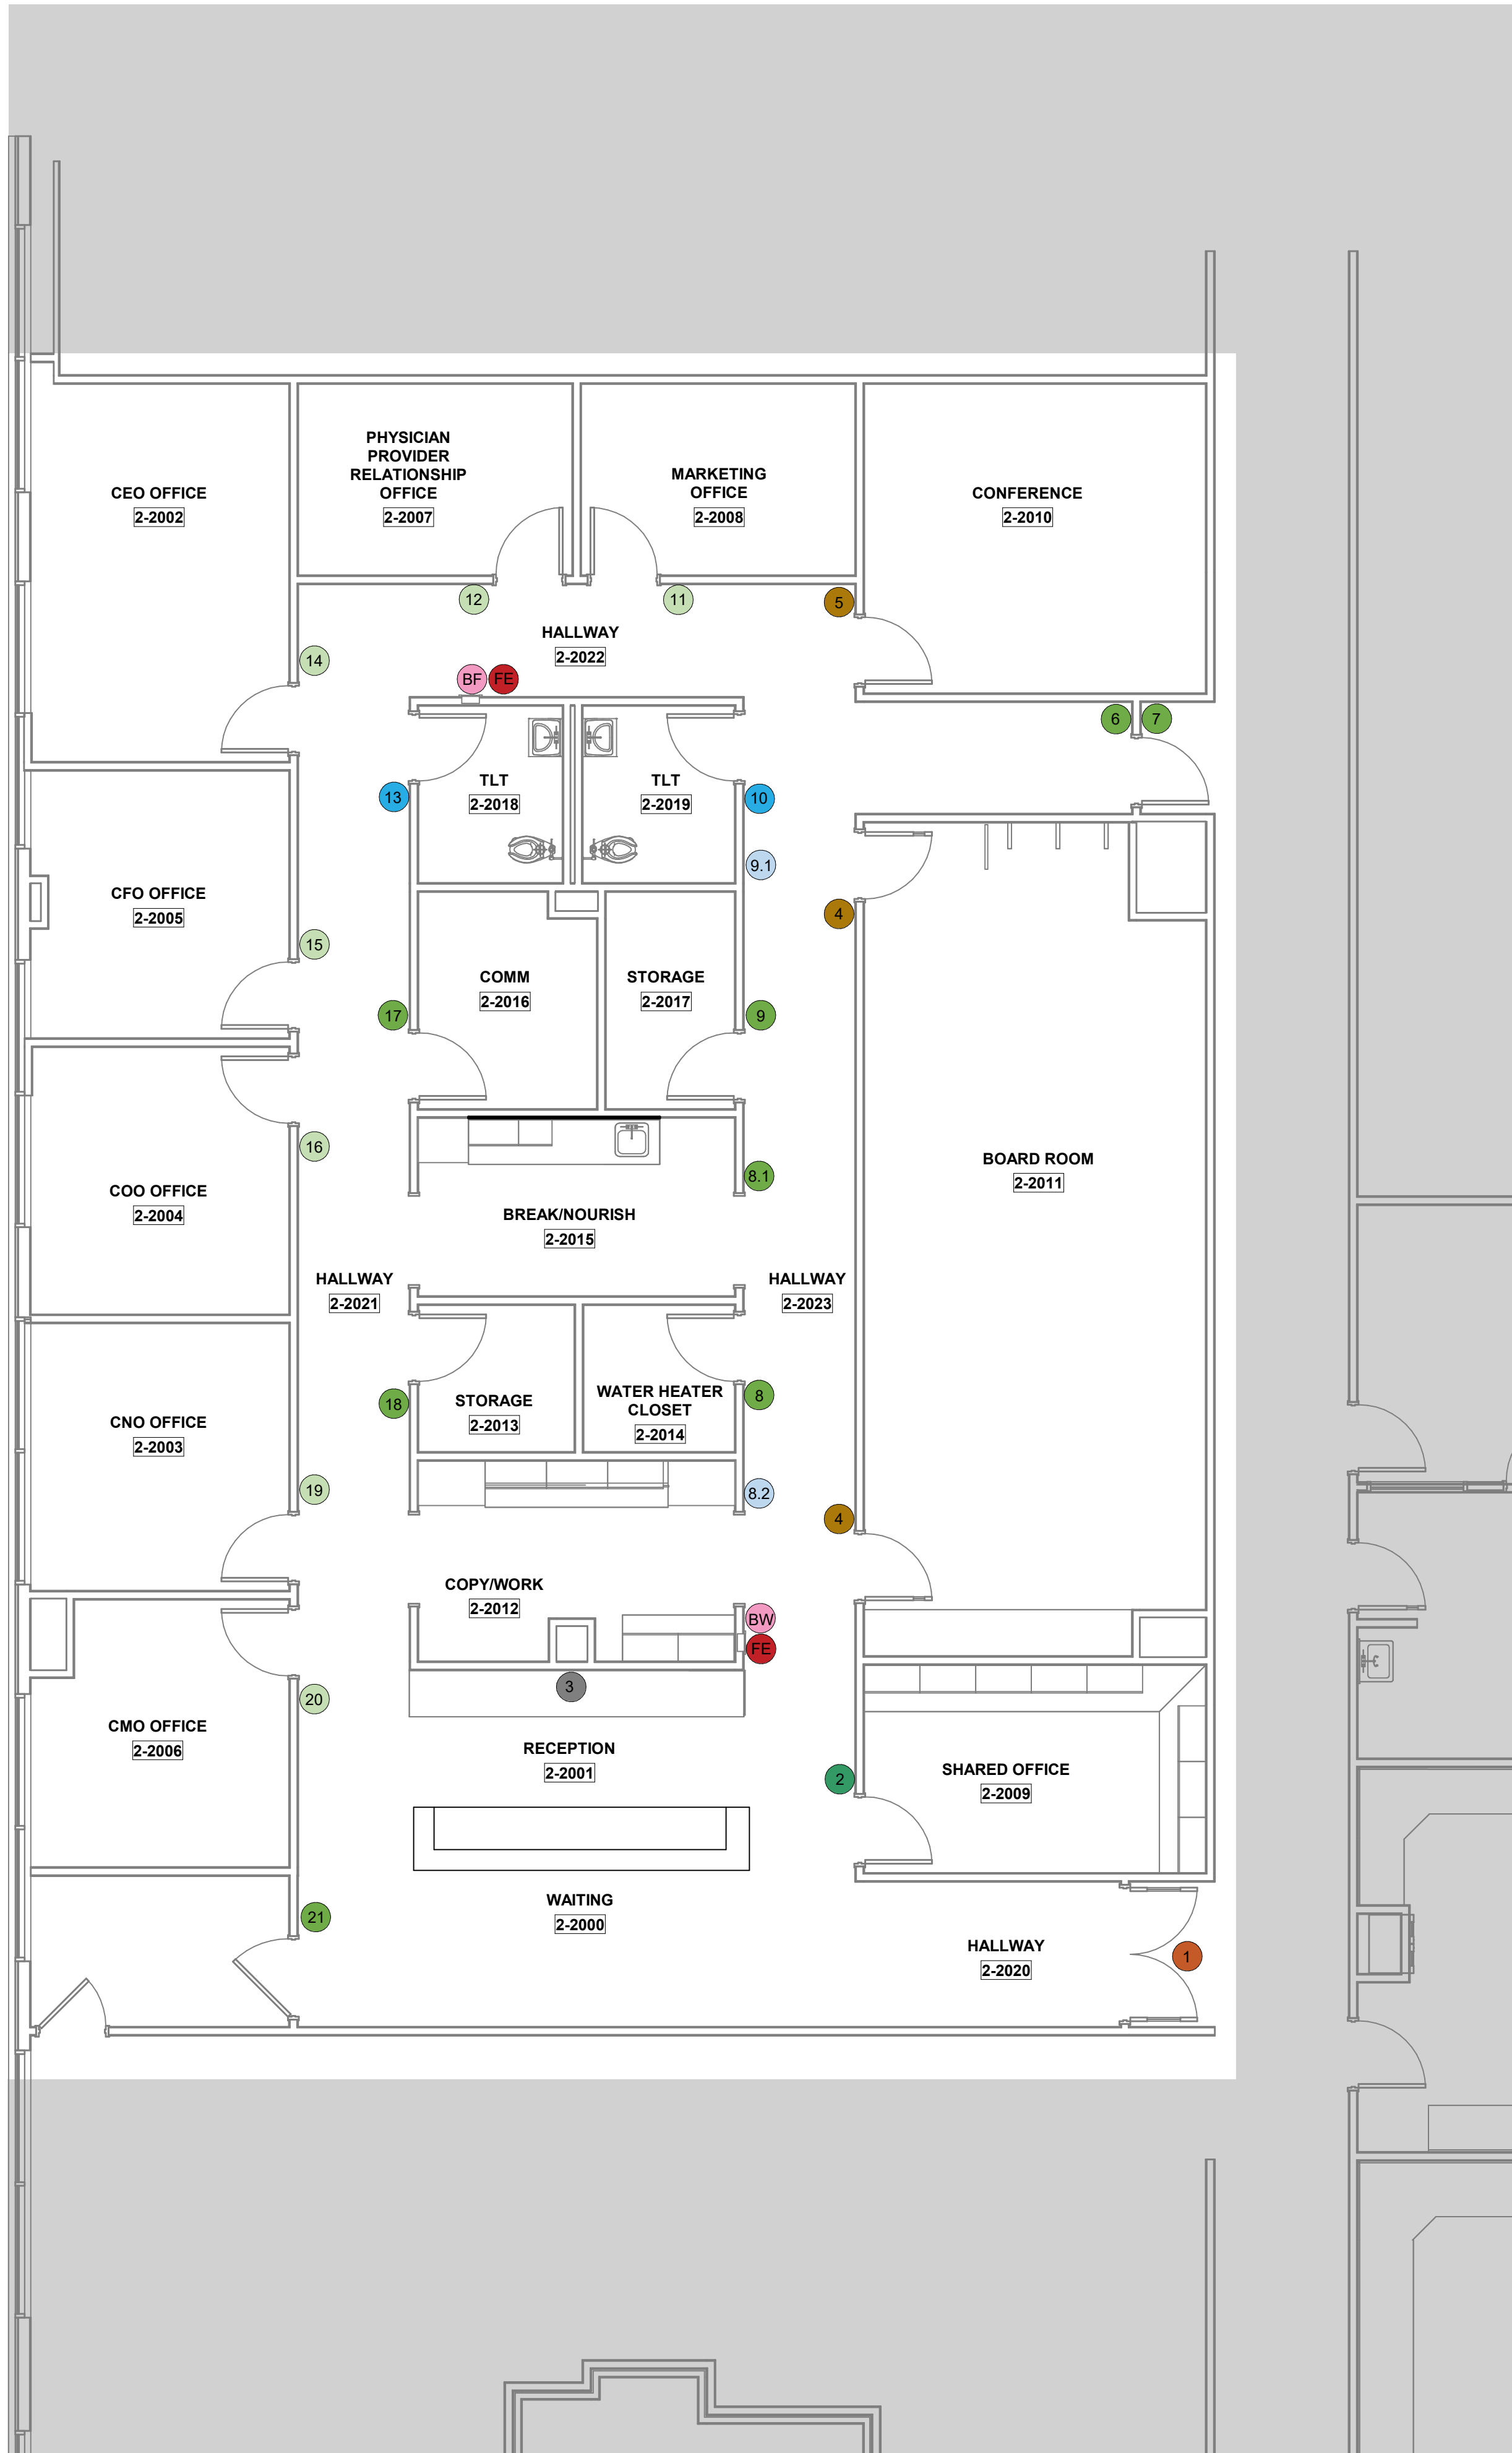 PHYSICIAN
PROVIDER
RELATIONSHIP
OFFICE
2-2007
MARKETING
OFFICE
2-2008
CEO OFFICE
2-2002
CONFERENCE
2-2010
12
11
5
HALLWAY
2-2022
14
BF
FE
6
7
TLT
2-2018
TLT
2-2019
13
10
9.1
CFO OFFICE
2-2005
4
15
COMM
2-2016
STORAGE
2-2017
17
9
16
BOARD ROOM
2-2011
8.1
COO OFFICE
2-2004
BREAK/NOURISH
2-2015
HALLWAY
2-2021
HALLWAY
2-2023
18
STORAGE
2-2013
WATER HEATER
CLOSET
2-2014
8
CNO OFFICE
2-2003
19
8.2
4
COPY/WORK
2-2012
BW
FE
3
20
CMO OFFICE
2-2006
RECEPTION
2-2001
2
SHARED OFFICE
2-2009
WAITING
2-2000
21
HALLWAY
2-2020
1